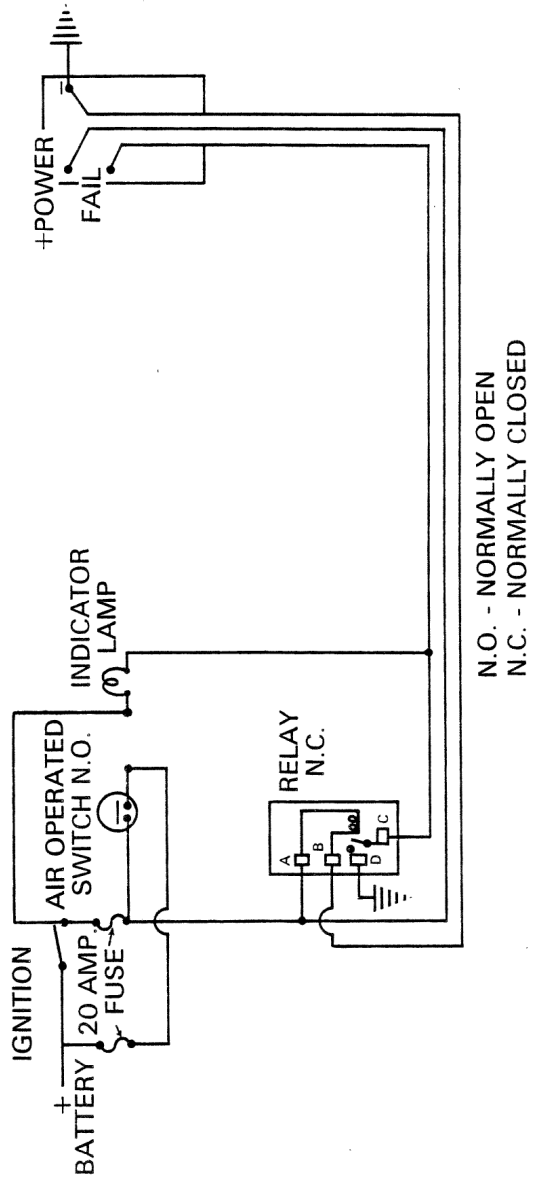 + BATTERY
IGNITION
20 AMP.
FUSE
AIR OPERATED
SWITCH N.O.
INDICATOR
LAMP
RELAY
N.C.
A
B
D
C
+POWER
–
FAIL
N.O. - NORMALLY OPEN
N.C. - NORMALLY CLOSED